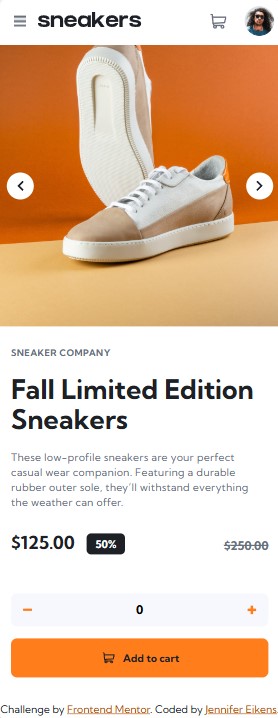 sneakers
SNEAKER COMPANY
Fall Limited Edition
Sneakers
These low-profile sneakers are your perfect
casual wear companion. Featuring a durable
rubber outer sole, they'll withstand everything
the weather can offer.
$125.00 50% $250.00
0
Add to cart
Challenge by Frontend Mentor. Coded by Jennifer Eikens.